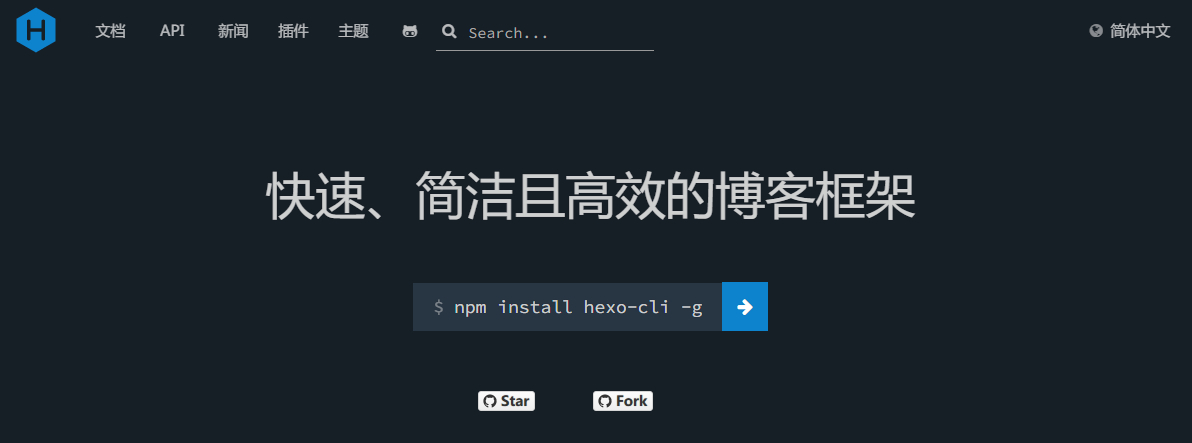 H 文档 API 新闻 插件 主题 Search... 简体中文
快速、简洁且高效的博客框架
$ npm install hexo-cli -g
Star Fork